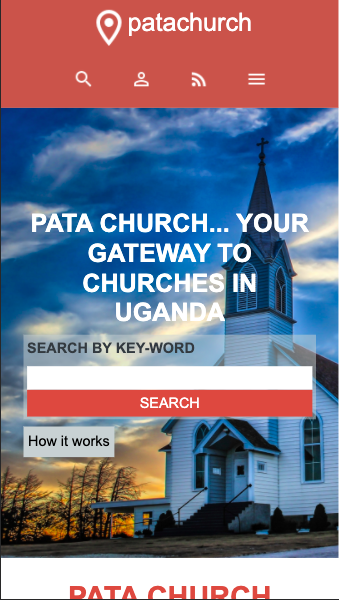 patachurch
PATA CHURCH... YOUR
GATEWAY TO
CHURCHES IN
UGANDA
SEARCH BY KEY-WORD
SEARCH
How it works
PATA CHURCH